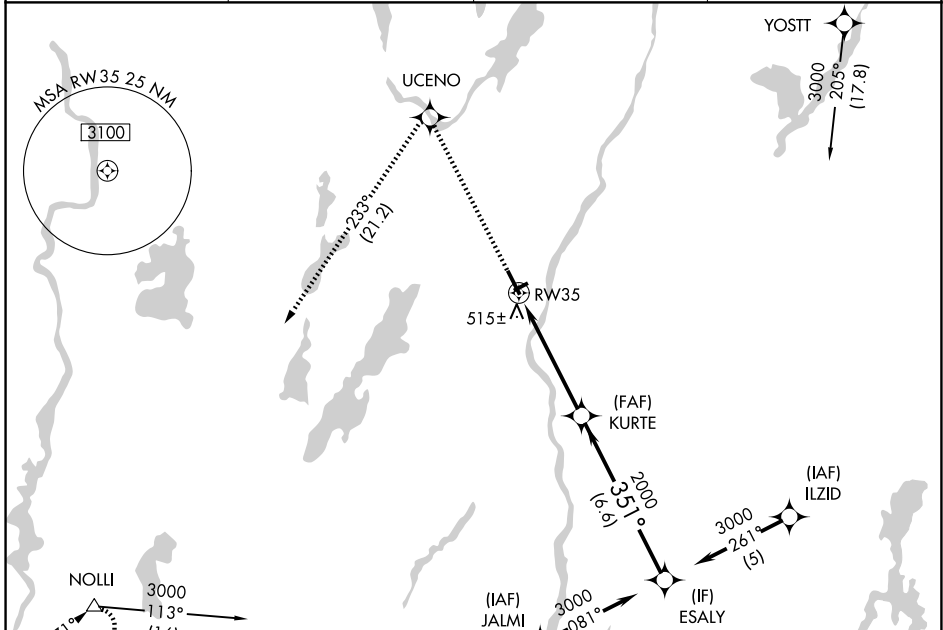 YOSTT
3000
205°
(17.8)
UCENO
MSA RW35 25 NM
3100
233°
(21.2)
RW35
515±
(FAF)
KURTE
2000
351°
(6.6)
(IAF)
ILZID
3000
261°
(5)
NOLLI
3000
113°
(IF)
ESALY
(IAF)
JALMI
3000
081°